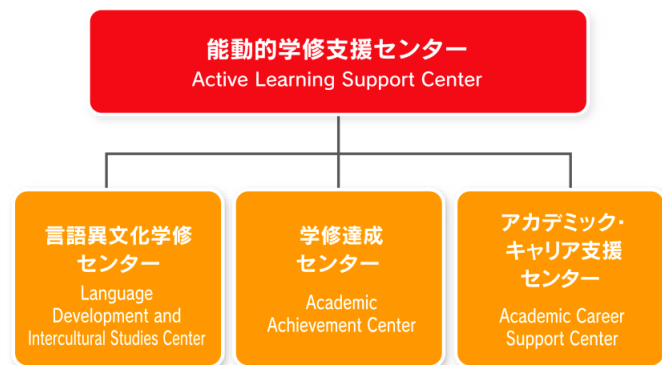 能動的学修支援センター
Active Learning Support Center
言語異文化学修
センター
Language
Development and
Intercultural Studies Center
学修達成
センター
Academic
Achievement Center
アカデミック・
キャリア支援
センター
Academic Career
Support Center